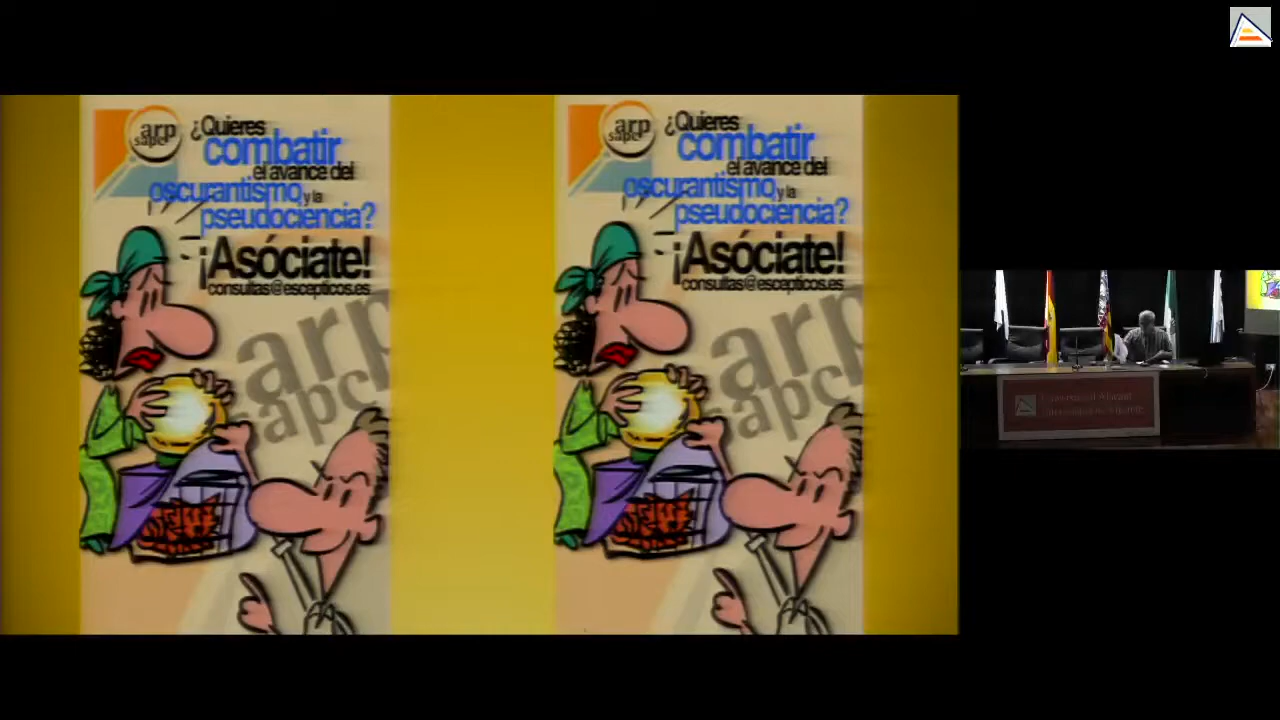 arp
sapc
¿Quieres
combatir
el avance del
oscurantismo y la
pseudociencia?
¡Asóciate!
consultas@escepticos.es
arp
sapc
arp
sapc
¿Quieres
combatir
el avance del
oscurantismo y la
pseudociencia?
¡Asóciate!
consultas@escepticos.es
arp
sapc